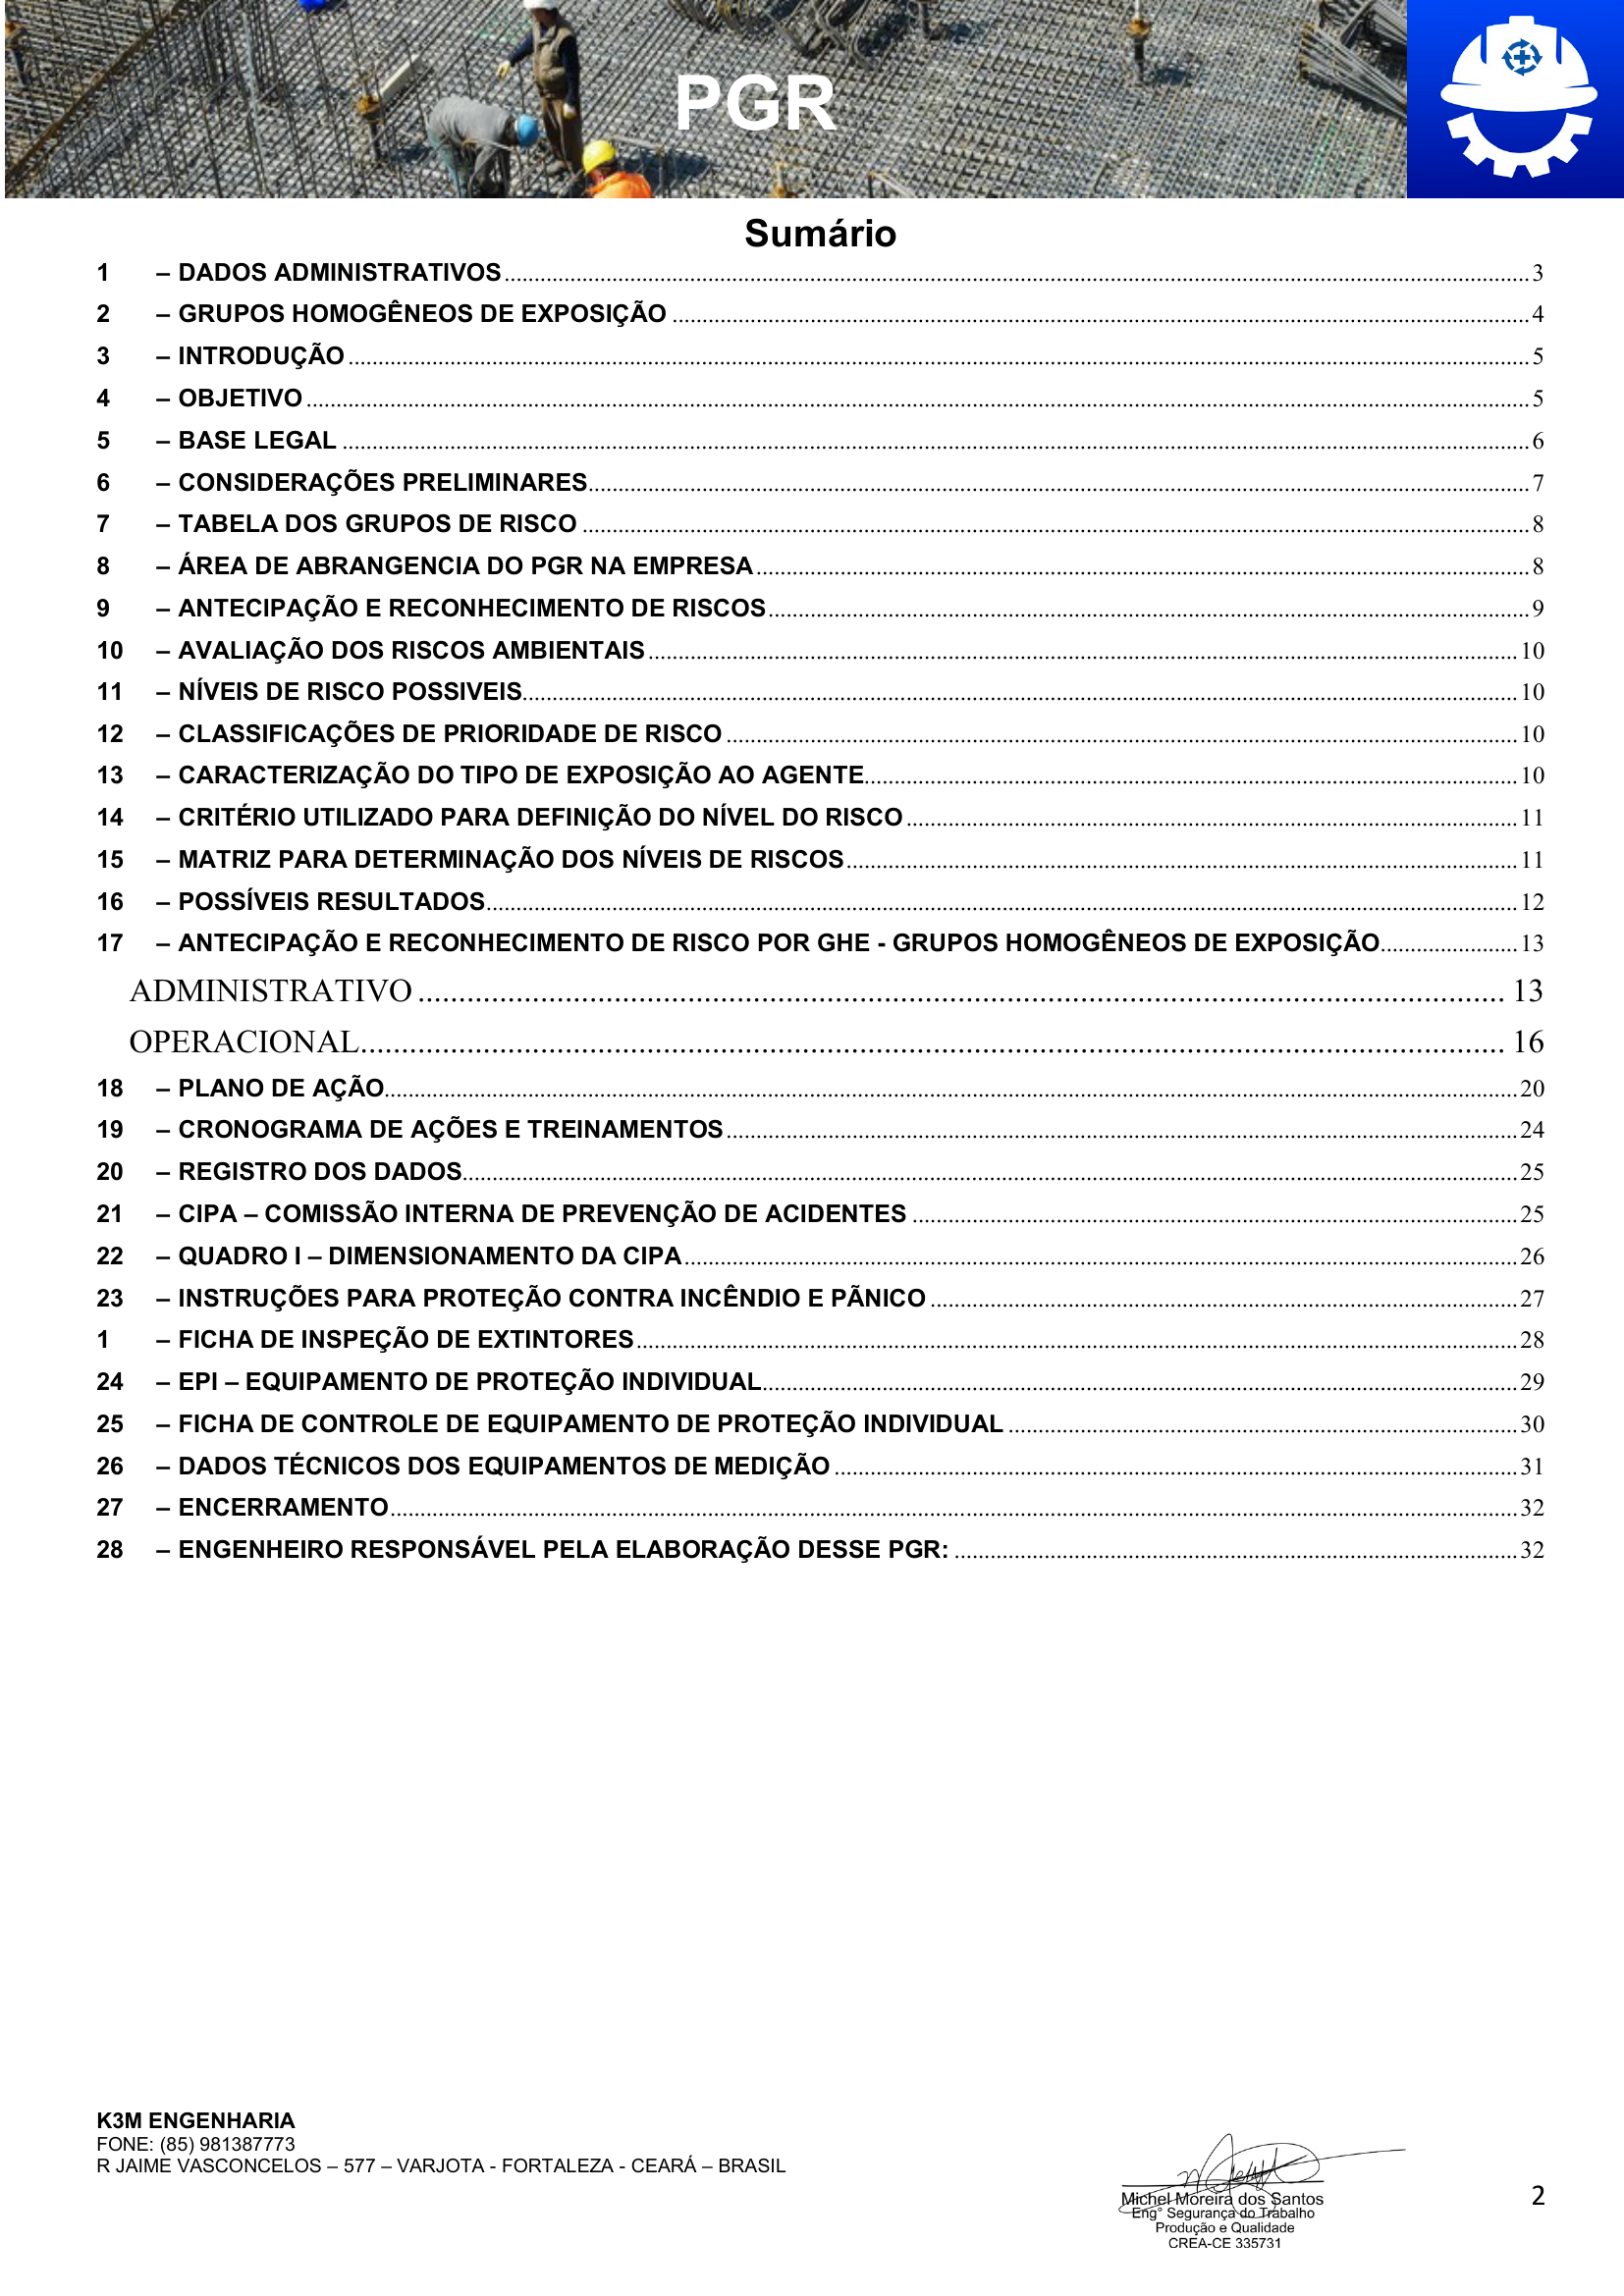 PGR
Sumário
1 – DADOS ADMINISTRATIVOS 3
2 – GRUPOS HOMOGÊNEOS DE EXPOSIÇÃO 4
3 – INTRODUÇÃO 5
4 – OBJETIVO 5
5 – BASE LEGAL 6
6 – CONSIDERAÇÕES PRELIMINARES 7
7 – TABELA DOS GRUPOS DE RISCO 8
8 – ÁREA DE ABRANGENCIA DO PGR NA EMPRESA 8
9 – ANTECIPAÇÃO E RECONHECIMENTO DE RISCOS 9
10 – AVALIAÇÃO DOS RISCOS AMBIENTAIS 10
11 – NÍVEIS DE RISCO POSSIVEIS 10
12 – CLASSIFICAÇÕES DE PRIORIDADE DE RISCO 10
13 – CARACTERIZAÇÃO DO TIPO DE EXPOSIÇÃO AO AGENTE 10
14 – CRITÉRIO UTILIZADO PARA DEFINIÇÃO DO NÍVEL DO RISCO 11
15 – MATRIZ PARA DETERMINAÇÃO DOS NÍVEIS DE RISCOS 11
16 – POSSÍVEIS RESULTADOS 12
17 – ANTECIPAÇÃO E RECONHECIMENTO DE RISCO POR GHE - GRUPOS HOMOGÊNEOS DE EXPOSIÇÃO 13
ADMINISTRATIVO 13
OPERACIONAL 16
18 – PLANO DE AÇÃO 20
19 – CRONOGRAMA DE AÇÕES E TREINAMENTOS 24
20 – REGISTRO DOS DADOS 25
21 – CIPA – COMISSÃO INTERNA DE PREVENÇÃO DE ACIDENTES 25
22 – QUADRO I – DIMENSIONAMENTO DA CIPA 26
23 – INSTRUÇÕES PARA PROTEÇÃO CONTRA INCÊNDIO E PÃNICO 27
1 – FICHA DE INSPEÇÃO DE EXTINTORES 28
24 – EPI – EQUIPAMENTO DE PROTEÇÃO INDIVIDUAL 29
25 – FICHA DE CONTROLE DE EQUIPAMENTO DE PROTEÇÃO INDIVIDUAL 30
26 – DADOS TÉCNICOS DOS EQUIPAMENTOS DE MEDIÇÃO 31
27 – ENCERRAMENTO 32
28 – ENGENHEIRO RESPONSÁVEL PELA ELABORAÇÃO DESSE PGR: 32
K3M ENGENHARIA
FONE: (85) 981387773
R JAIME VASCONCELOS – 577 – VARJOTA - FORTALEZA - CEARÁ – BRASIL
Michel Moreira dos Santos
Eng° Segurança do Trabalho
Produção e Qualidade
CREA-CE 335731
2